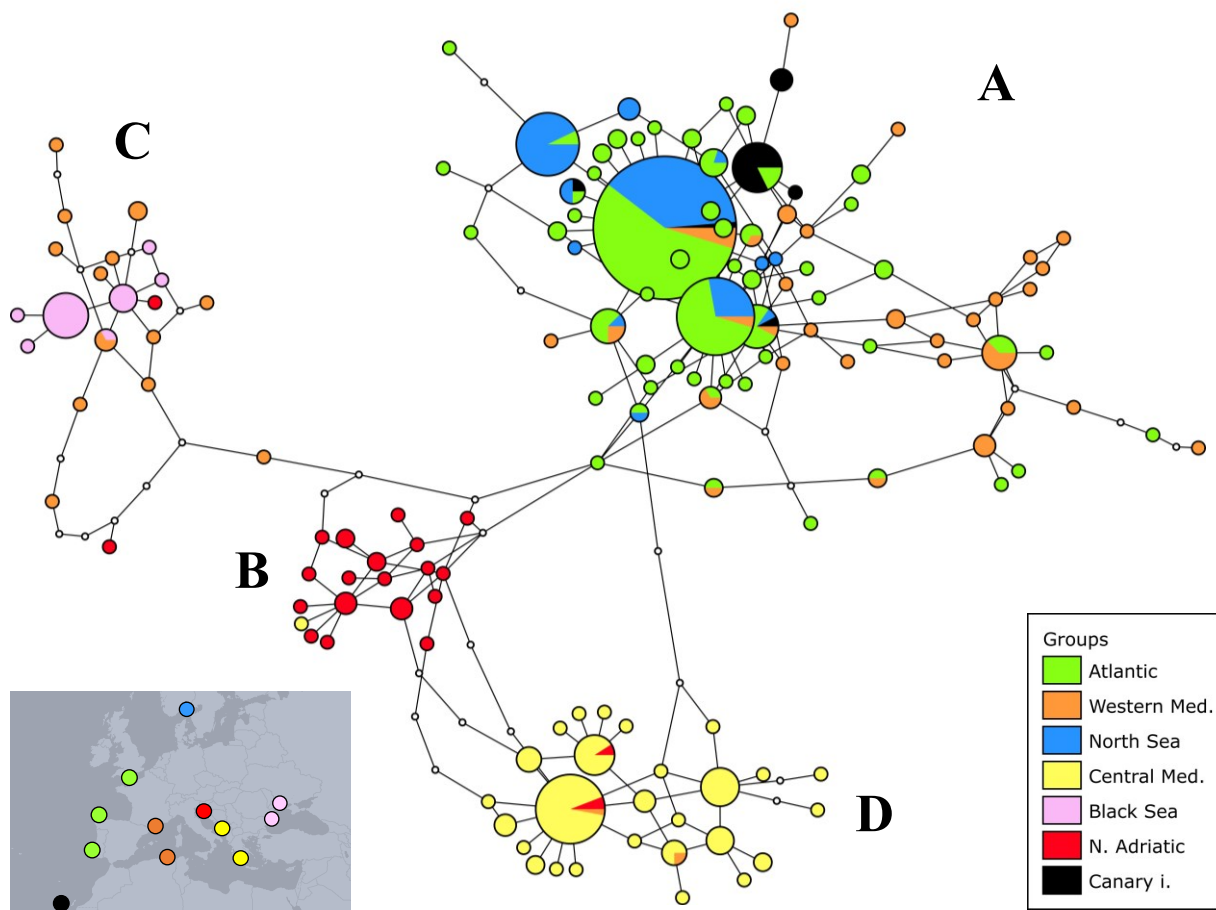 A
C
B
D
Groups
Atlantic
Western Med.
North Sea
Central Med.
Black Sea
N. Adriatic
Canary i.